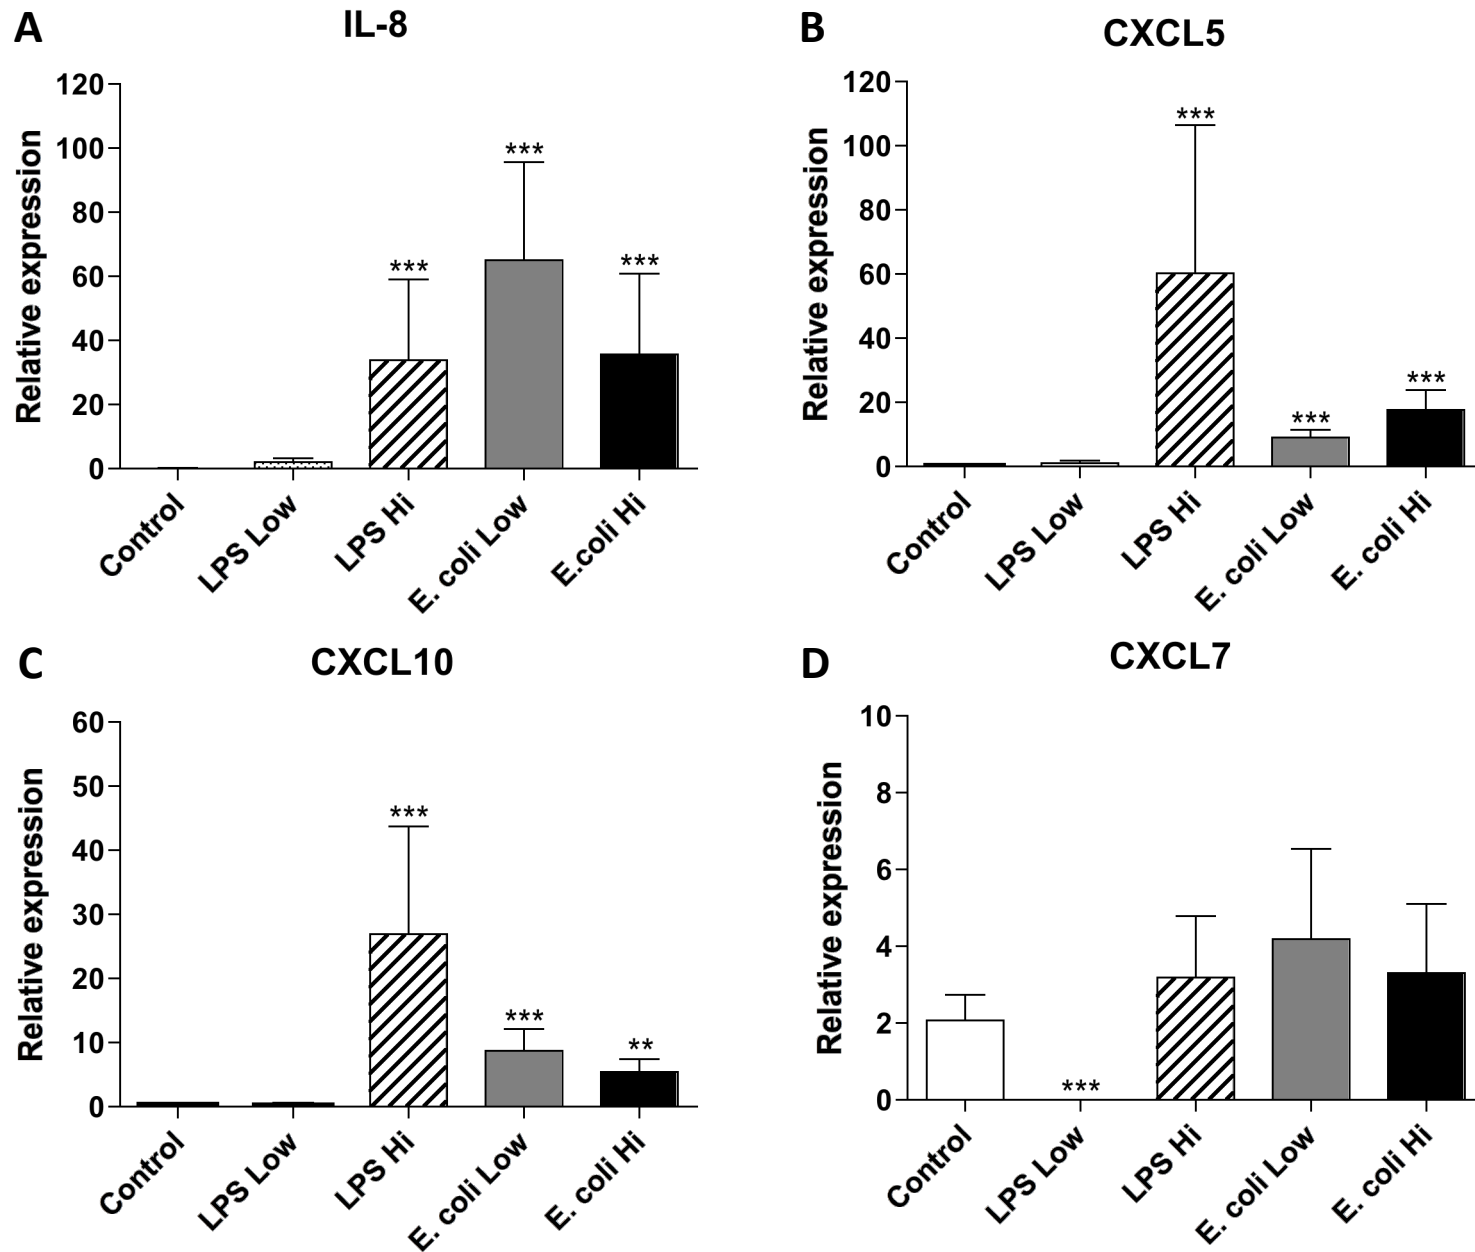 A
IL-8
Relative expression
120
100
80
60
40
20
0
***
***
***
Control
LPS Low
LPS Hi
E. coli Low
E.coli Hi
B
CXCL5
Relative expression
120
100
80
60
40
20
0
***
***
***
Control
LPS Low
LPS Hi
E. coli Low
E. coli Hi
C
CXCL10
Relative expression
60
50
40
30
20
10
0
***
***
**
Control
LPS Low
LPS Hi
E. coli Low
E. coli Hi
D
CXCL7
Relative expression
10
8
6
4
2
0
***
Control
LPS Low
LPS Hi
E. coli Low
E. coli Hi